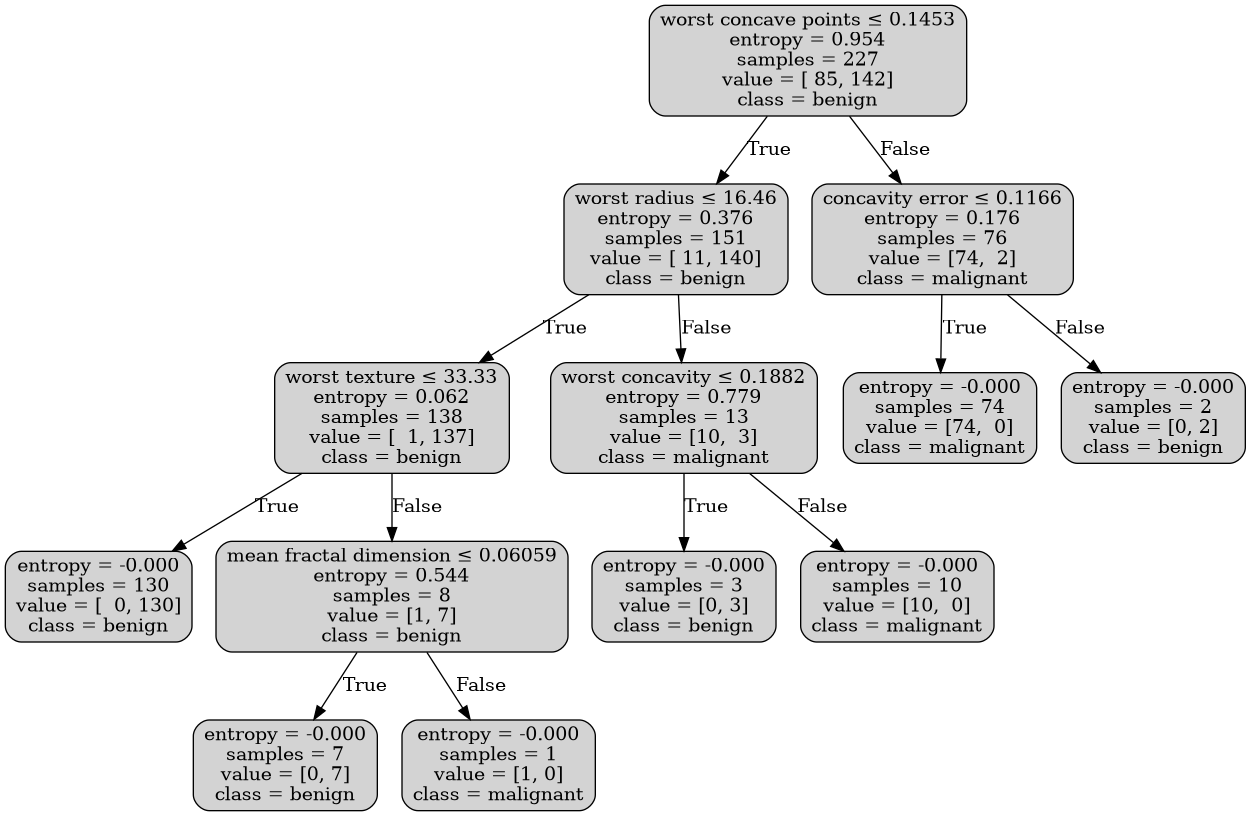 worst concave points ≤ 0.1453
entropy = 0.954
samples = 227
value = [ 85, 142]
class = benign
True
False
worst radius ≤ 16.46
entropy = 0.376
samples = 151
value = [ 11, 140]
class = benign
concavity error ≤ 0.1166
entropy = 0.176
samples = 76
value = [74,  2]
class = malignant
True
False
True
False
worst texture ≤ 33.33
entropy = 0.062
samples = 138
value = [  1, 137]
class = benign
worst concavity ≤ 0.1882
entropy = 0.779
samples = 13
value = [10,  3]
class = malignant
entropy = -0.000
samples = 74
value = [74,  0]
class = malignant
entropy = -0.000
samples = 2
value = [0, 2]
class = benign
True
False
True
False
entropy = -0.000
samples = 130
value = [  0, 130]
class = benign
mean fractal dimension ≤ 0.06059
entropy = 0.544
samples = 8
value = [1, 7]
class = benign
entropy = -0.000
samples = 3
value = [0, 3]
class = benign
entropy = -0.000
samples = 10
value = [10,  0]
class = malignant
True
False
entropy = -0.000
samples = 7
value = [0, 7]
class = benign
entropy = -0.000
samples = 1
value = [1, 0]
class = malignant